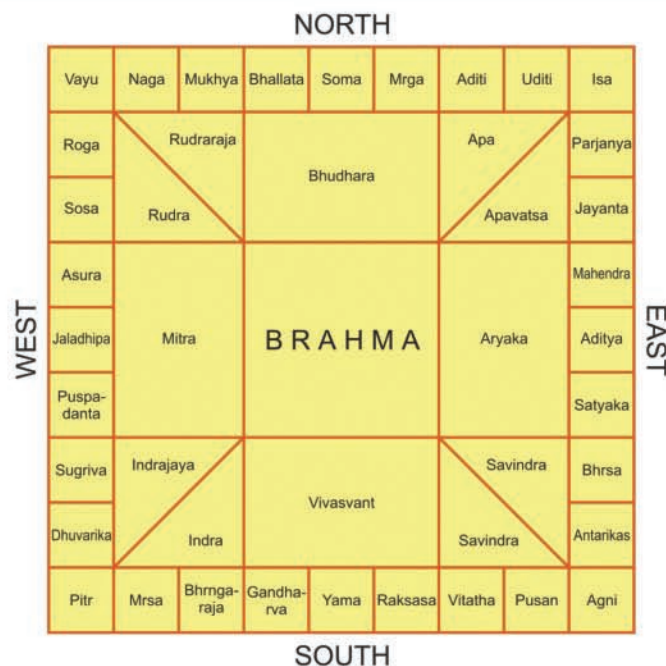 NORTH
Vayu Naga Mukhya Bhallata Soma Mrga Aditi Uditi Isa
Roga Rudraraja Bhudhara Apa Parjanya
Sosa Rudra Apavatsa Jayanta
Asura Mahendra
WEST Jaladhipa Mitra BRAHMA Aryaka Aditya EAST
Puspa-
danta Satyaka
Sugriva Indrajaya Savindra Bhrsa
Vivasvant
Dhuvarika Indra Savindra Antarikas
Pitr Mrsa Bhrnga-
raja Gandha-
rva Yama Raksasa Vitatha Pusan Agni
SOUTH